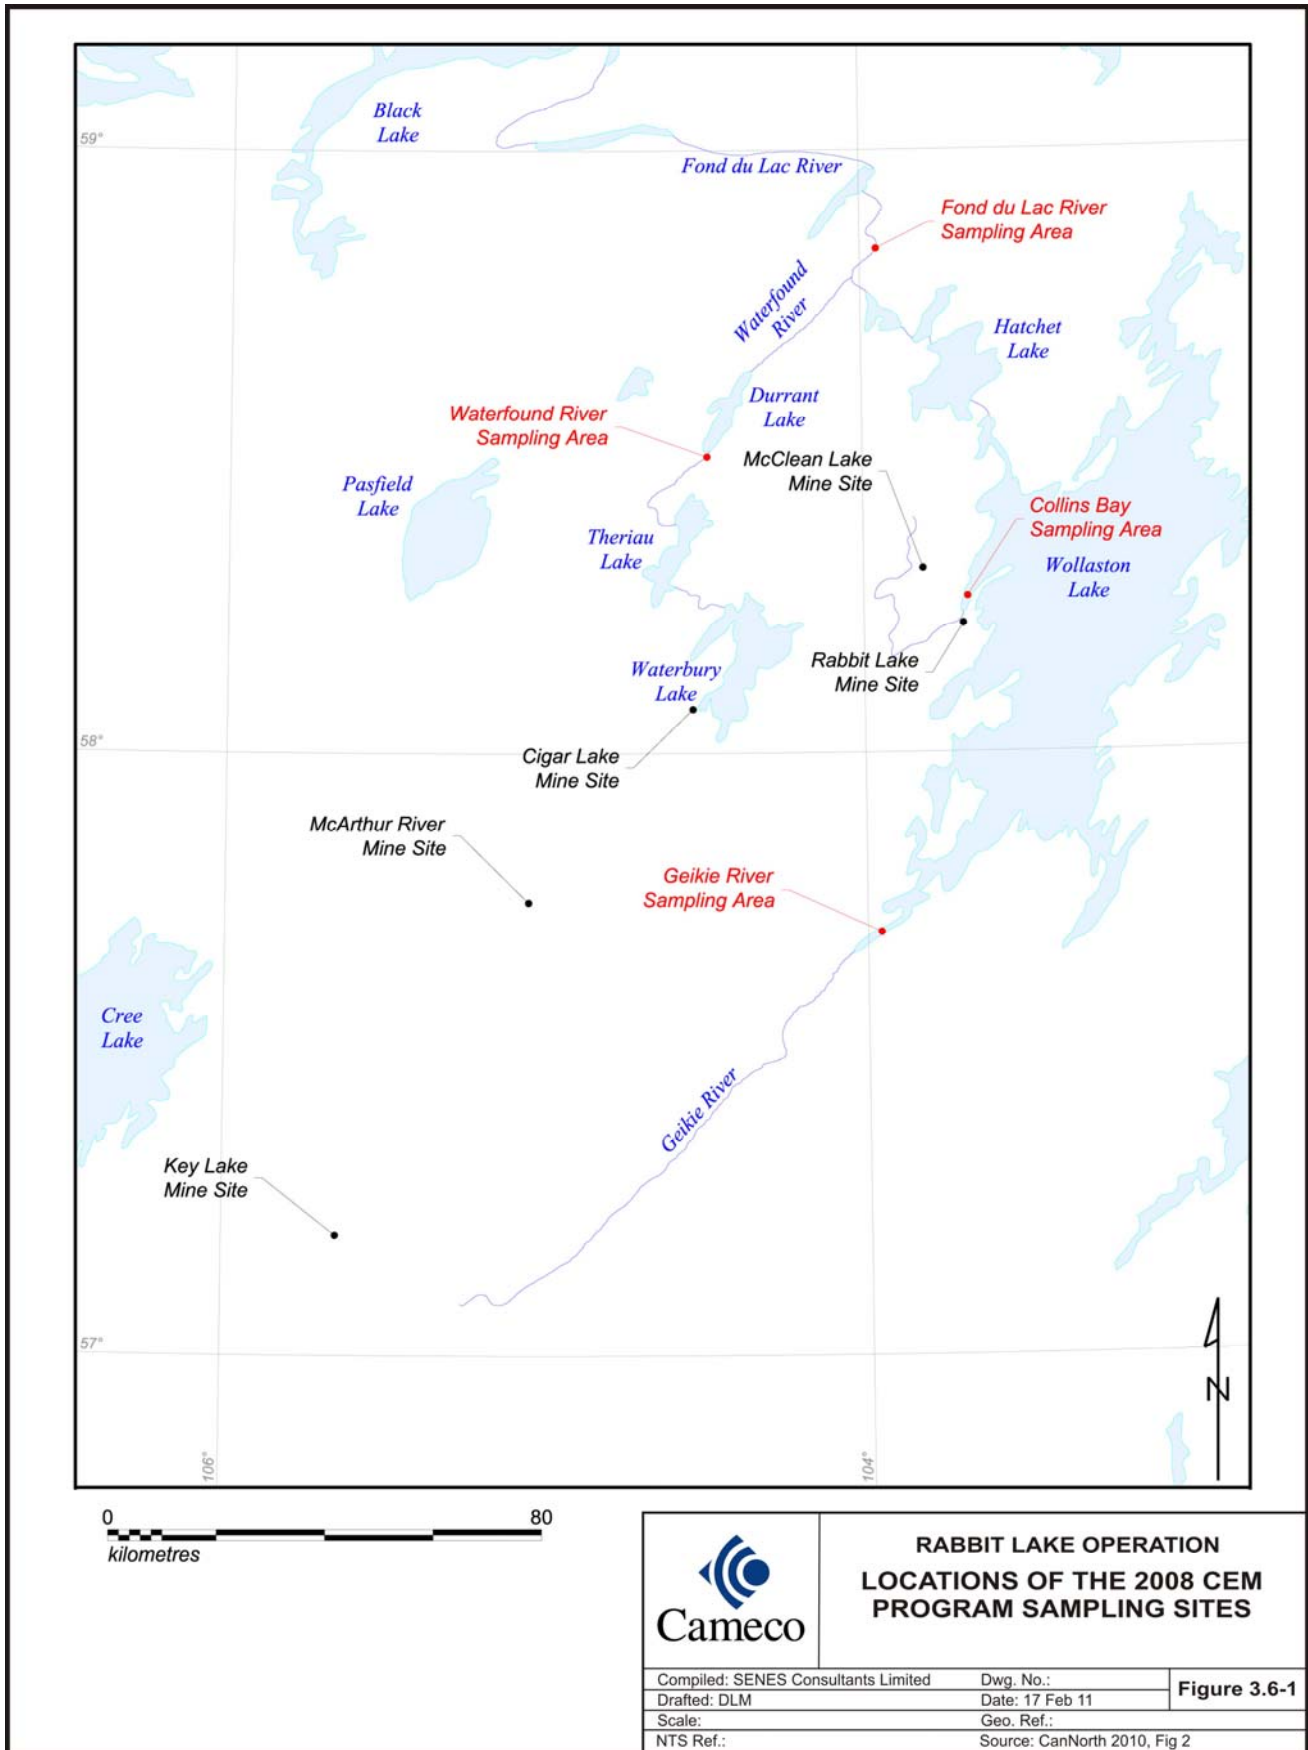 Black
Lake
59°
Fond du Lac River
Fond du Lac River
Sampling Area
Waterfound
River
Hatchet
Lake
Durrant
Lake
Waterfound River
Sampling Area
McClean Lake
Mine Site
Pasfield
Lake
Collins Bay
Sampling Area
Theriau
Lake
Wollaston
Lake
Rabbit Lake
Mine Site
Waterbury
Lake
58°
Cigar Lake
Mine Site
McArthur River
Mine Site
Geikie River
Sampling Area
Cree
Lake
Geikie River
Key Lake
Mine Site
57°
N
106°
104°
0 80
kilometres
Cameco
RABBIT LAKE OPERATION
LOCATIONS OF THE 2008 CEM
PROGRAM SAMPLING SITES
Compiled: SENES Consultants Limited Dwg. No.:
Drafted: DLM Date: 17 Feb 11
Figure 3.6-1
Scale: Geo. Ref.:
NTS Ref.: Source: CanNorth 2010, Fig 2